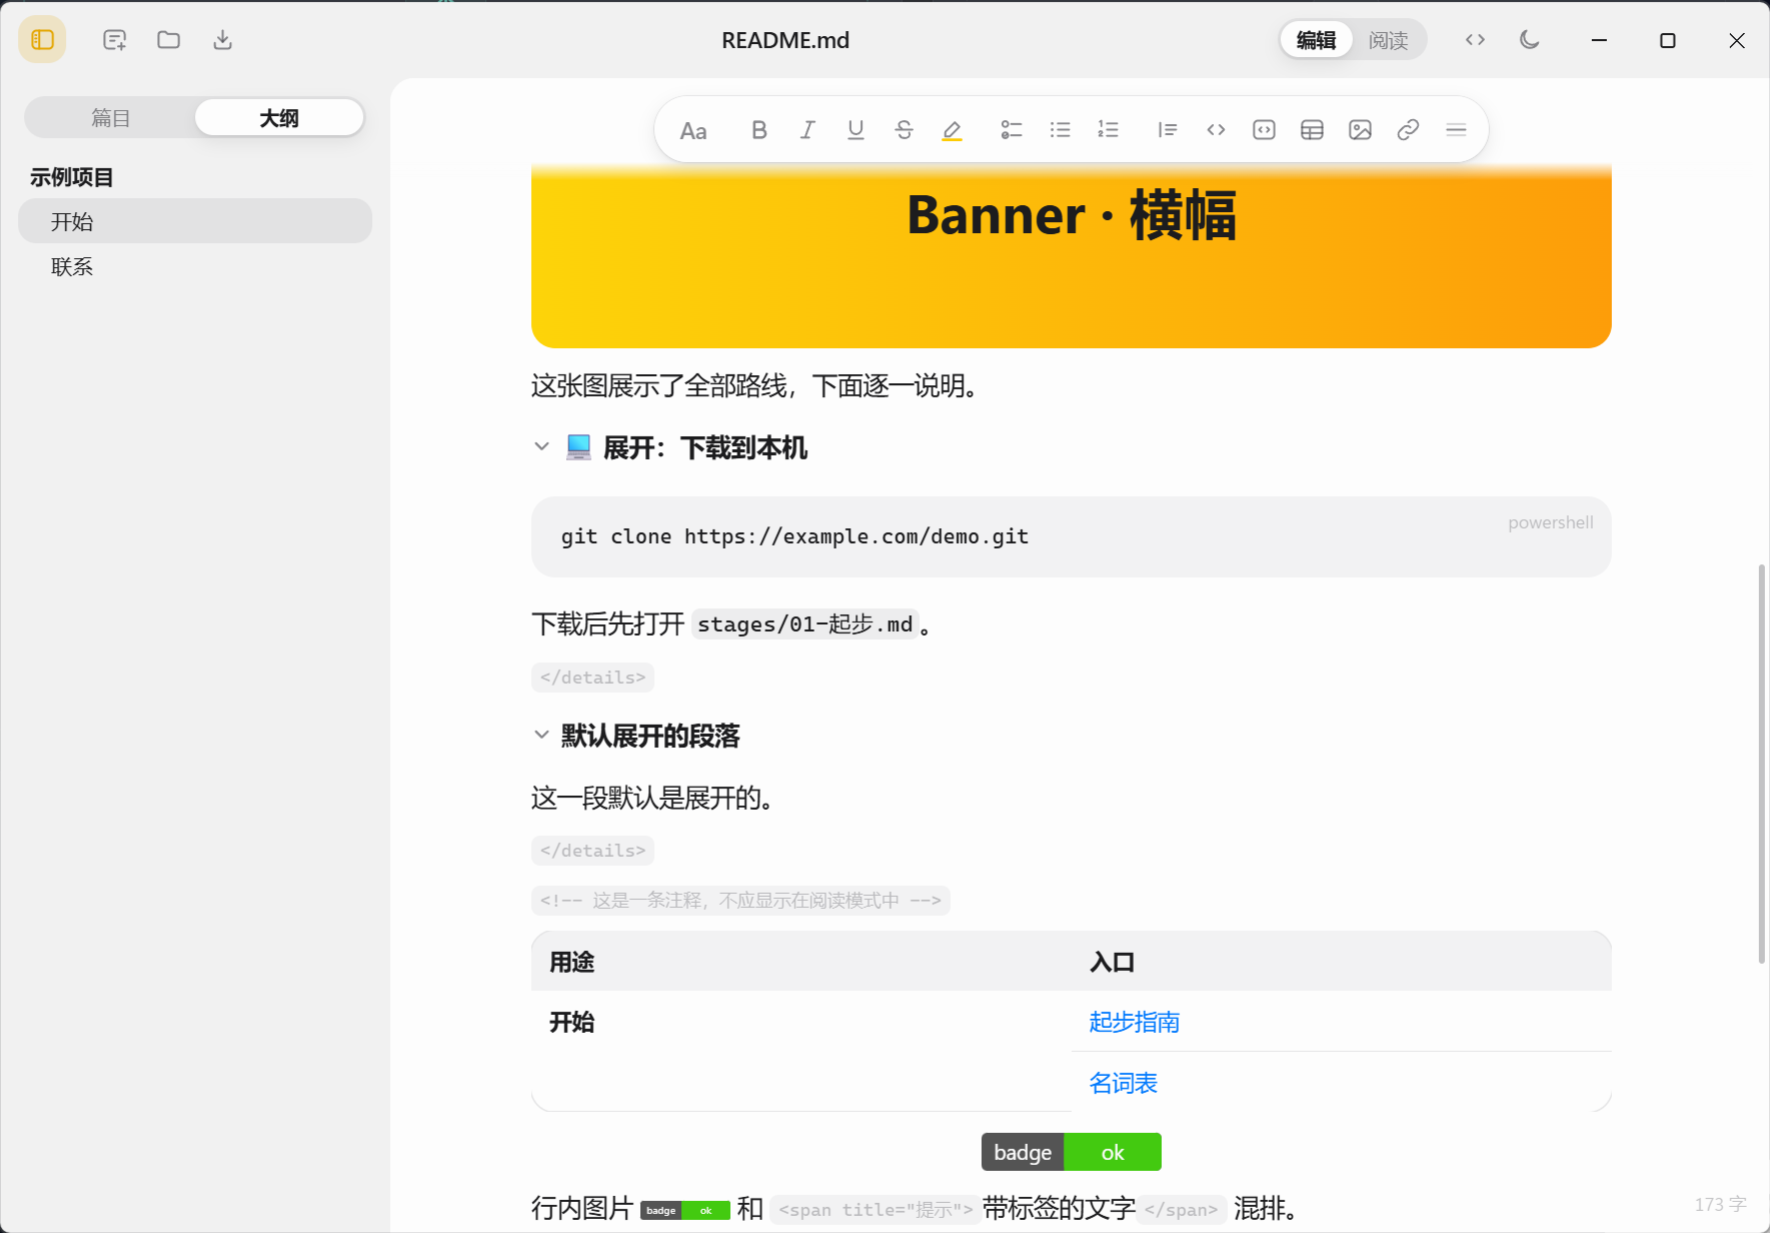 README.md
编辑 阅读
篇目 大纲
示例项目
开始
联系
Aa B I U S
Banner · 横幅
这张图展示了全部路线，下面逐一说明。
展开：下载到本机
powershell
git clone https://example.com/demo.git
下载后先打开 stages/01-起步.md 。
</details>
默认展开的段落
这一段默认是展开的。
</details>
<!-- 这是一条注释，不应显示在阅读模式中 -->
用途 入口
开始 起步指南
名词表
badge ok
行内图片 badge ok 和 <span title="提示">带标签的文字</span> 混排。
173 字